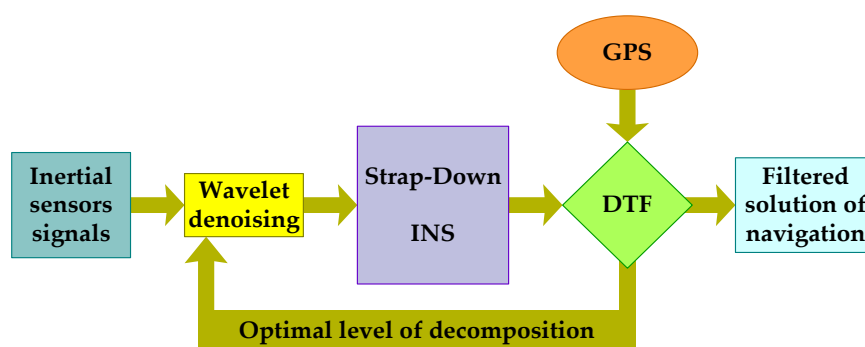 GPS
Inertial
sensors
signals
Wavelet
denoising
Strap-Down
INS
DTF
Filtered
solution of
navigation
Optimal level of decomposition